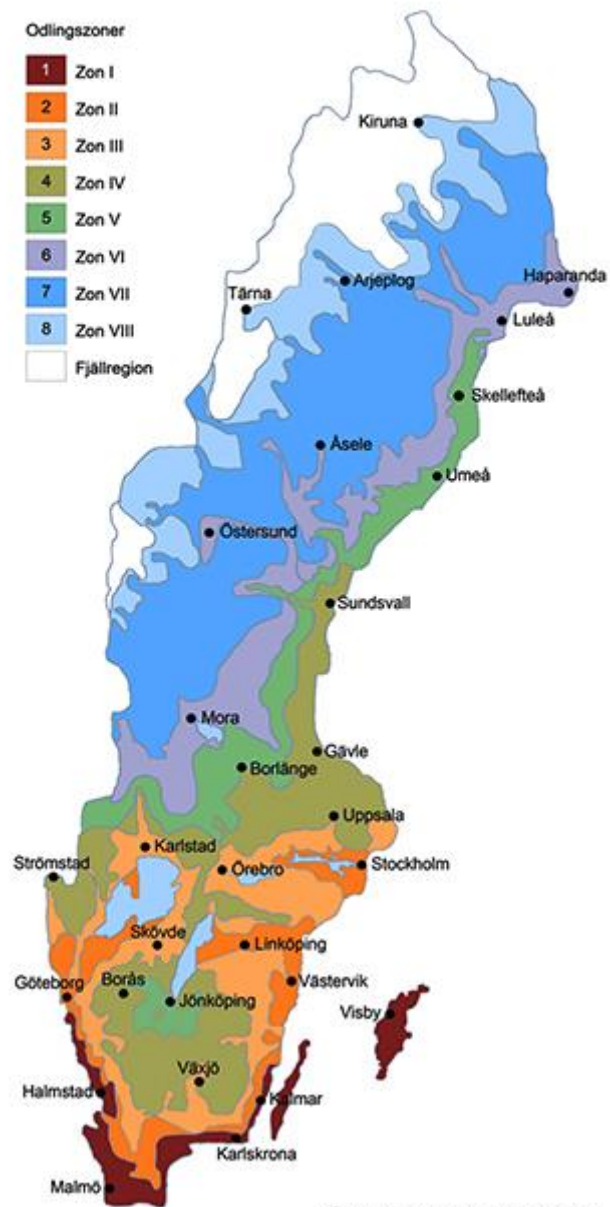 Odlingszoner
1 Zon I
2 Zon II
3 Zon III
4 Zon IV
5 Zon V
6 Zon VI
7 Zon VII
8 Zon VIII
Fjällregion
Kiruna
Arjeplog
Haparanda
Tärna
Luleå
Skellefteå
Åsele
Umeå
Östersund
Sundsvall
Mora
Gävle
Borlänge
Uppsala
Karlstad
Strömstad
Örebro
Stockholm
Skövde
Linköping
Göteborg
Borås
Jönköping
Västervik
Visby
Växjö
Halmstad
Kalmar
Karlskrona
Malmö